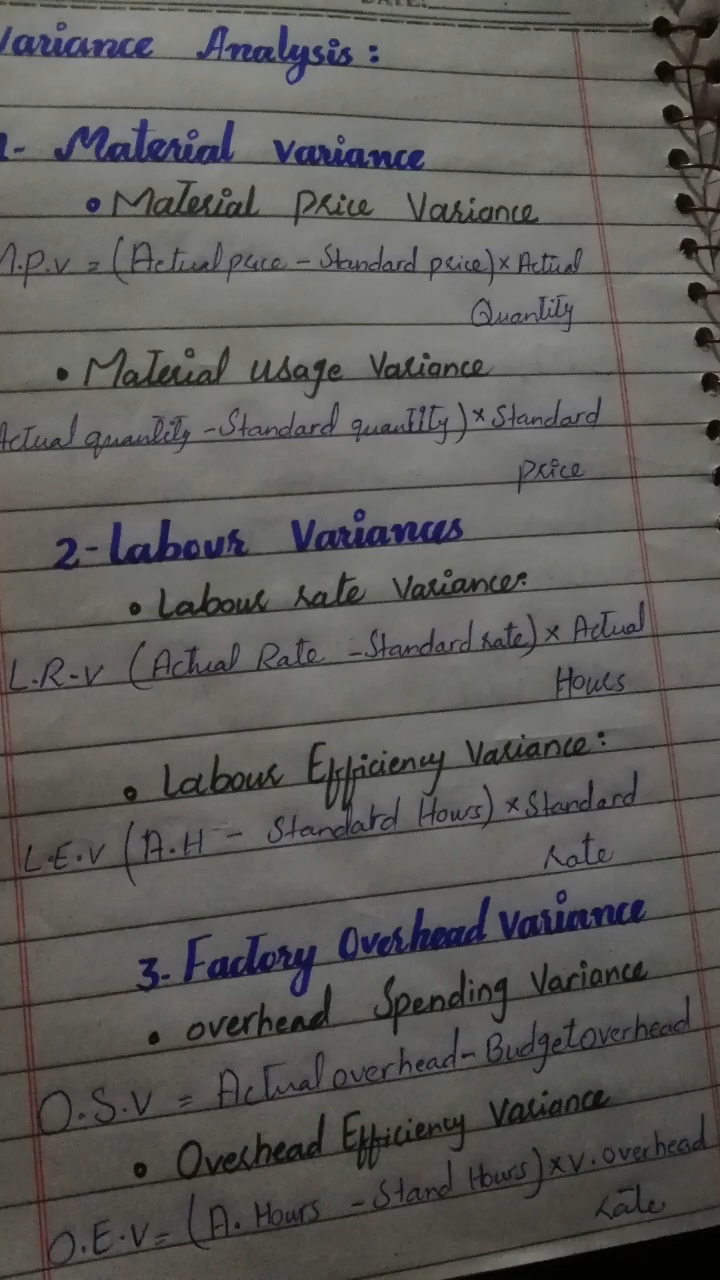 Variance Analysis:
1- Material Variance
• Material price Variance
M.P.V = (Actual price - Standard price) × Actual
Quantity
• Material usage Variance
Actual quantity - Standard quantity) × Standard
price
2- Labour Variances
• Labour rate Variance:
L.R.V (Actual Rate - Standard rate) × Actual
Hours
• Labour Efficiency Variance:
L.E.V (A.H - Standard Hours) × Standard
rate
3. Factory Overhead Variance
• overhead Spending Variance
O.S.V = Actual overhead - Budget overhead
• Overhead Efficiency Variance
O.E.V = (A. Hours - Stand Hours) × V. overhead
rate